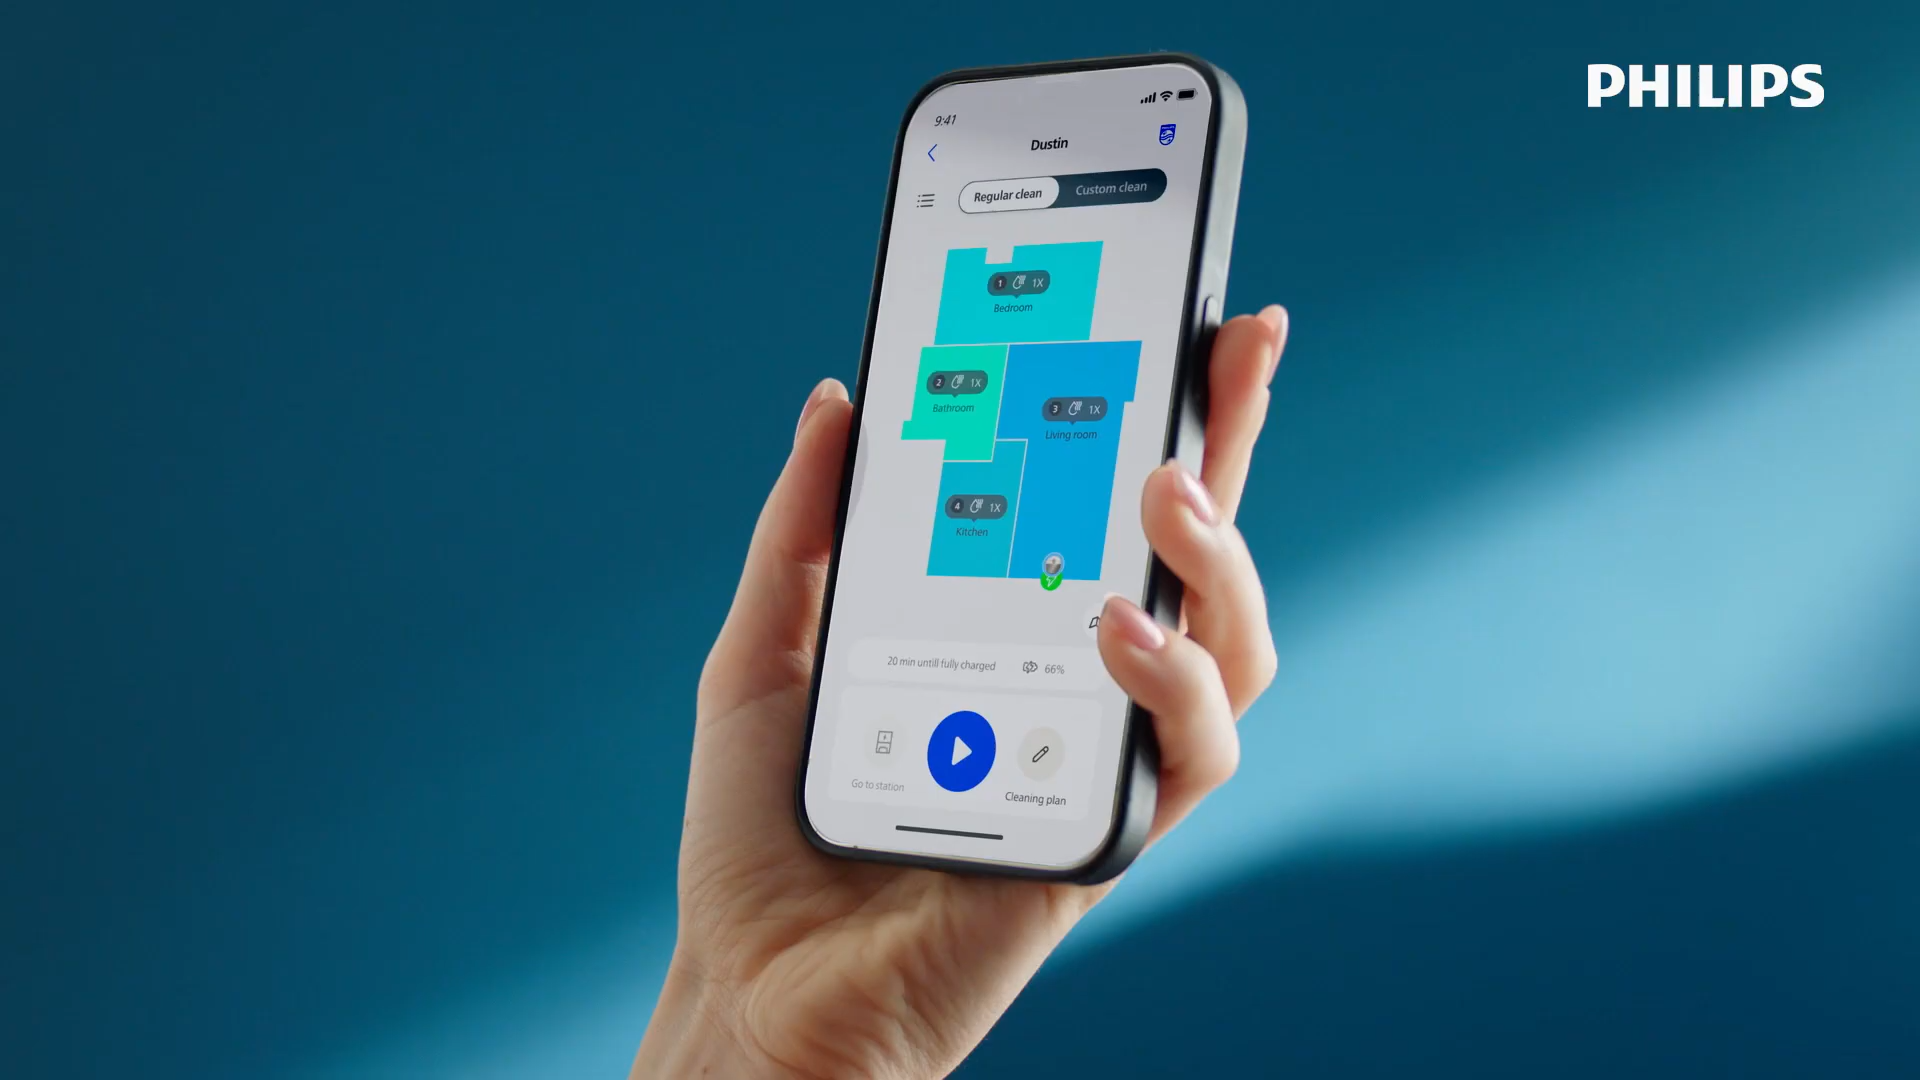 PHILIPS
9:41
Dustin
Regular clean
Custom clean
1 1X
Bedroom
2 1X
Bathroom
3 1X
Living room
4 1X
Kitchen
20 min untill fully charged
66%
Go to station
Cleaning plan